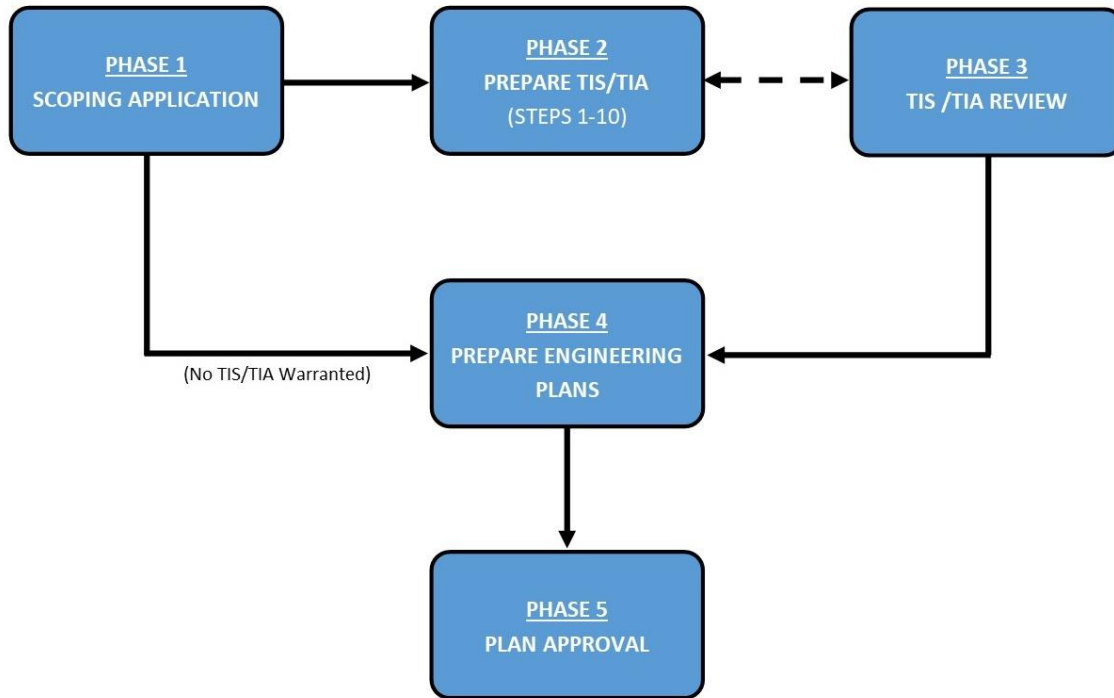 PHASE 1
SCOPING APPLICATION
PHASE 2
PREPARE TIS/TIA
(STEPS 1-10)
PHASE 3
TIS /TIA REVIEW
(No TIS/TIA Warranted)
PHASE 4
PREPARE ENGINEERING
PLANS
PHASE 5
PLAN APPROVAL